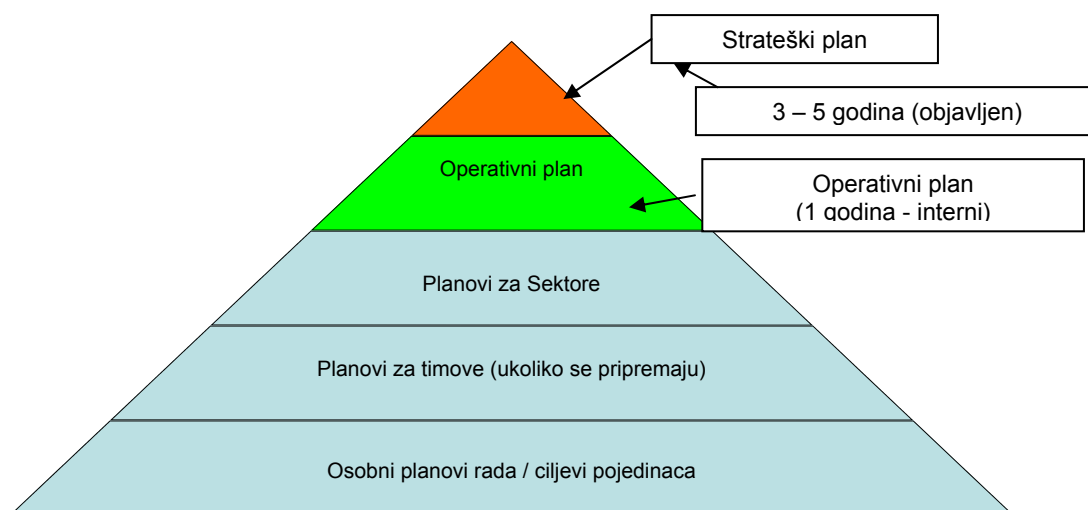 Strateški plan
3 – 5 godina (objavljen)
Operativni plan
Operativni plan
(1 godina - interni)
Planovi za Sektore
Planovi za timove (ukoliko se pripremaju)
Osobni planovi rada / ciljevi pojedinaca